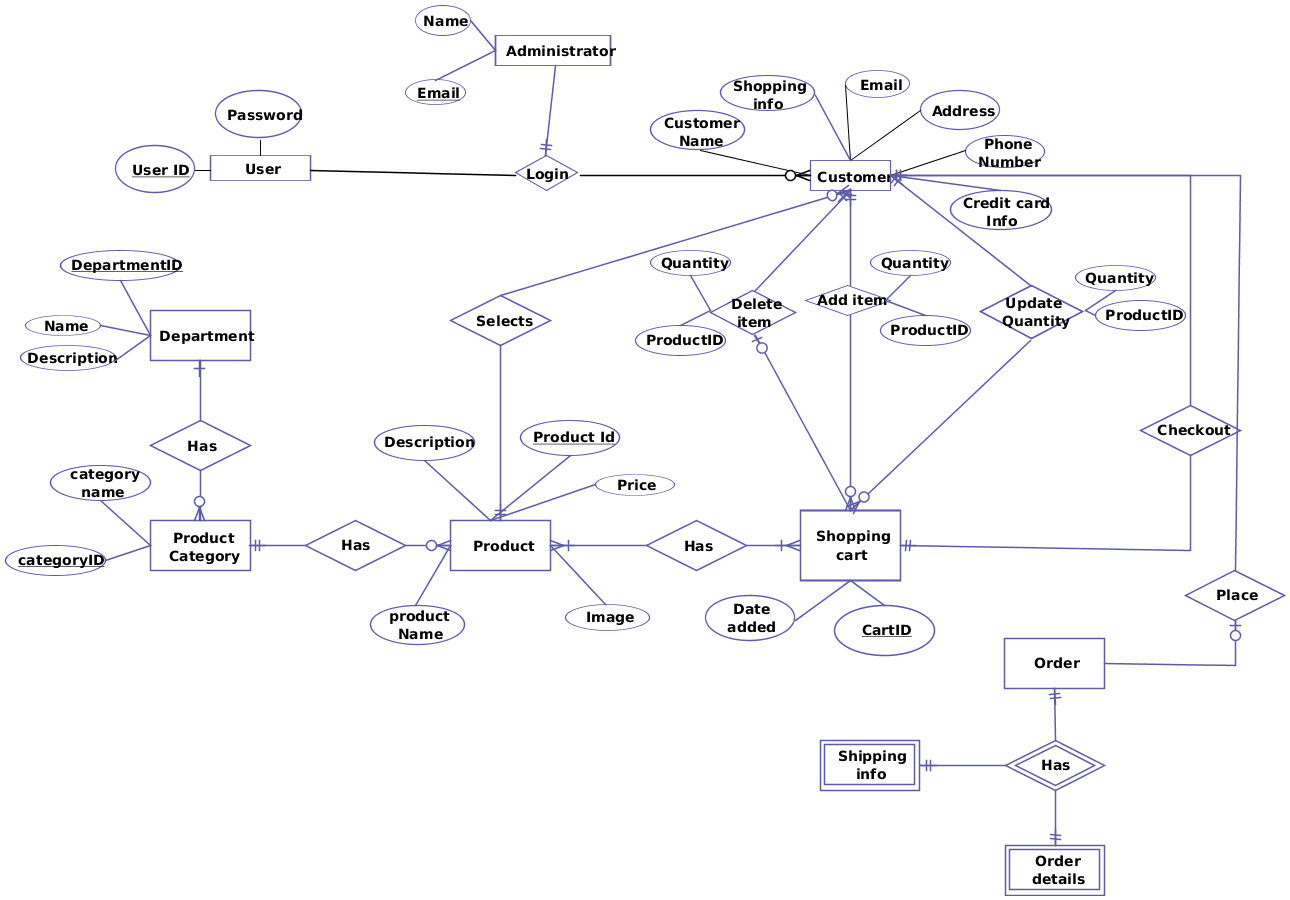 Name
Administrator
Email
Password
User ID
User
Login
Shopping
info
Email
Address
Customer
Name
Phone
Number
Customer
Credit card
Info
DepartmentID
Name
Department
Description
Selects
Quantity
Delete
item
ProductID
Quantity
Add item
ProductID
Update
Quantity
Quantity
ProductID
Has
Checkout
category
name
categoryID
Product
Category
Has
Description
Product Id
Price
Product
product
Name
Image
Has
Shopping
cart
Date
added
CartID
Place
Order
Shipping
info
Has
Order
details